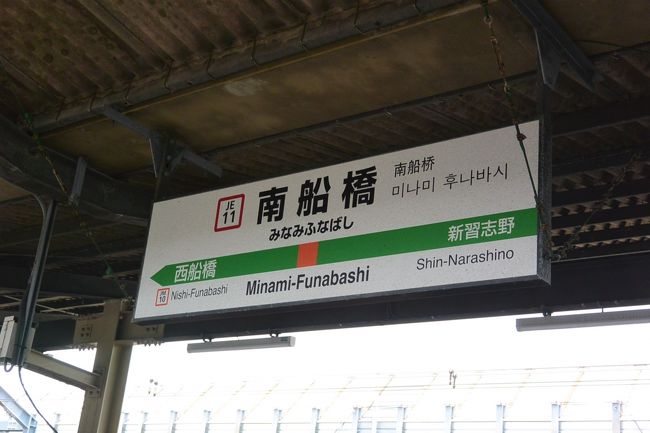 JE
11
南船橋
南船桥
미나미 후나바시
みなみふなばし
西船橋
新習志野
JM
10
Nishi-Funabashi
Minami-Funabashi
Shin-Narashino